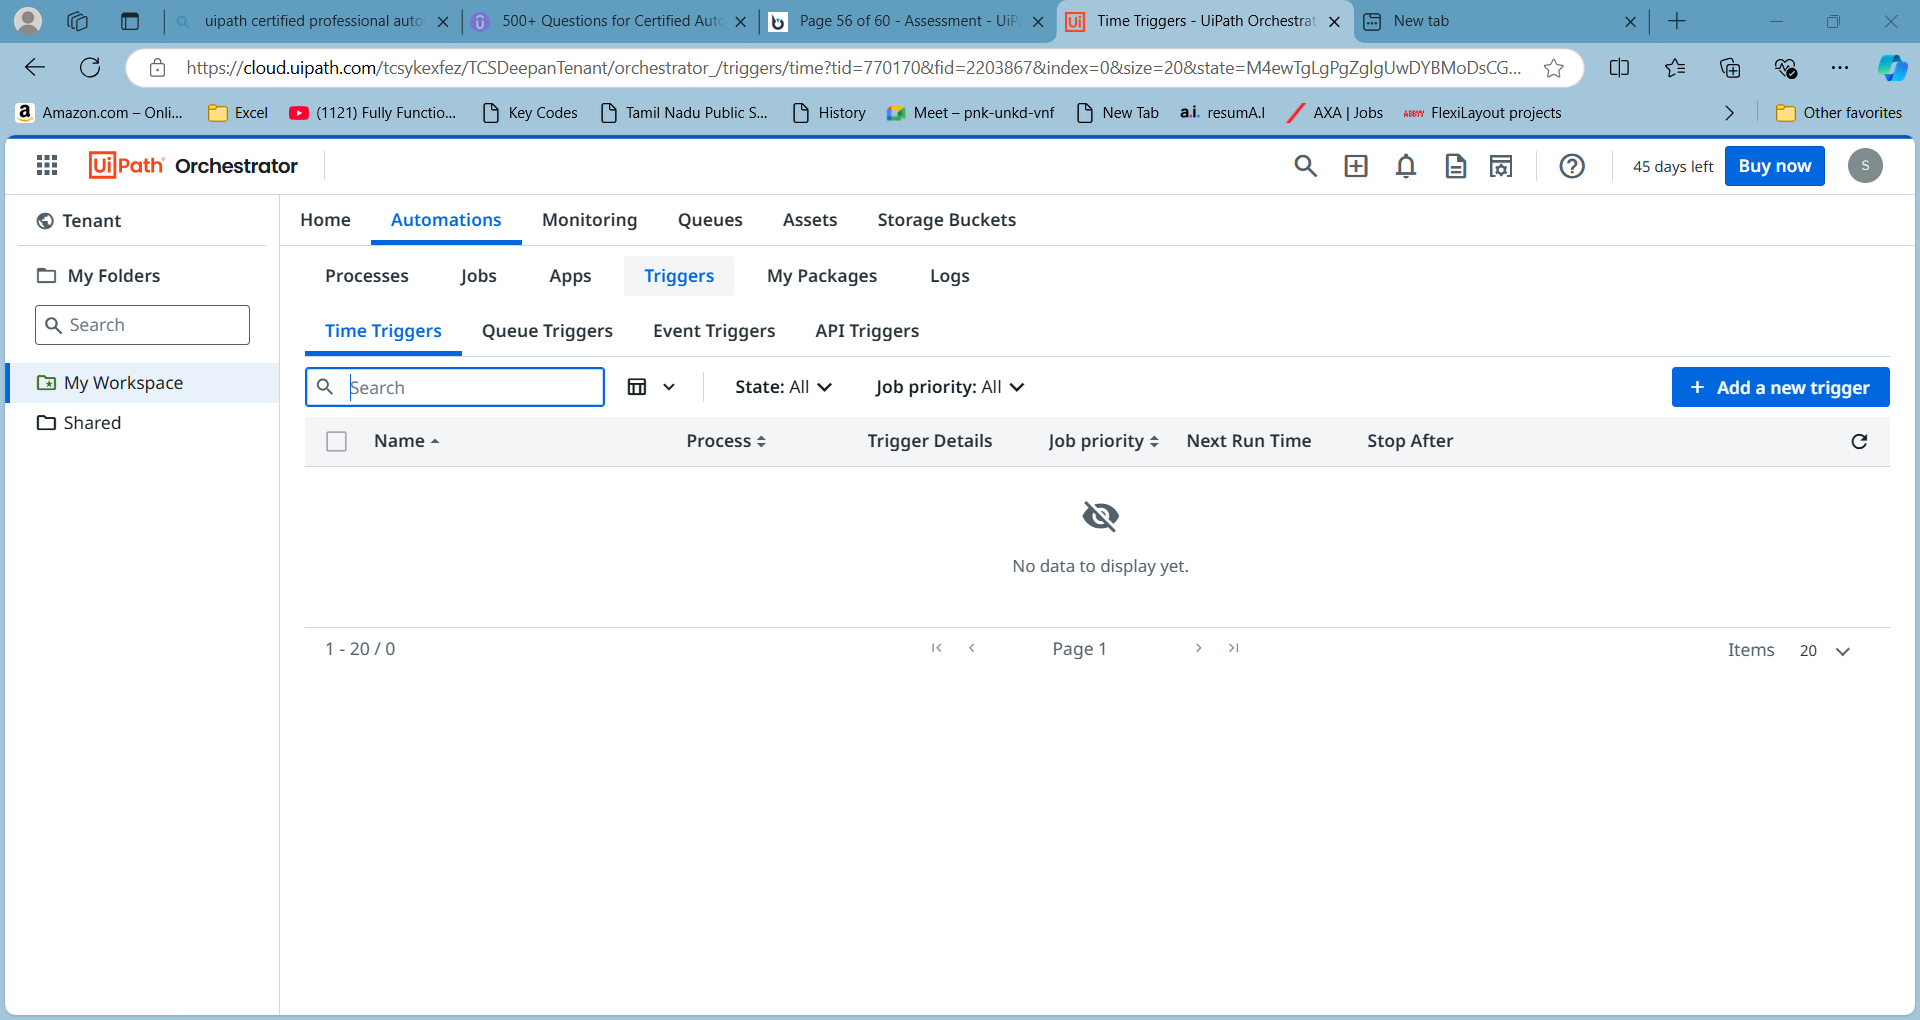 uipath certified professional auto
500+ Questions for Certified Auto
Page 56 of 60 - Assessment - UiP
Time Triggers - UiPath Orchestrat
New tab
https://cloud.uipath.com/tcsykexfez/TCSDeepanTenant/orchestrator_/triggers/time?tid=770170&fid=2203867&index=0&size=20&state=M4ewTgLgPgZglgUwDYBMoDsCG...
Amazon.com – Onli...
Excel
(1121) Fully Functio...
Key Codes
Tamil Nadu Public S...
History
Meet – pnk-unkd-vnf
New Tab
a.i. resumA.I
AXA | Jobs
ABBYY FlexiLayout projects
Other favorites
UiPath Orchestrator
45 days left
Buy now
S
Tenant
Home
Automations
Monitoring
Queues
Assets
Storage Buckets
My Folders
Processes
Jobs
Apps
Triggers
My Packages
Logs
Search
Time Triggers
Queue Triggers
Event Triggers
API Triggers
My Workspace
Search
State: All
Job priority: All
+ Add a new trigger
Shared
Name
Process
Trigger Details
Job priority
Next Run Time
Stop After
No data to display yet.
1 - 20 / 0
Page 1
Items 20